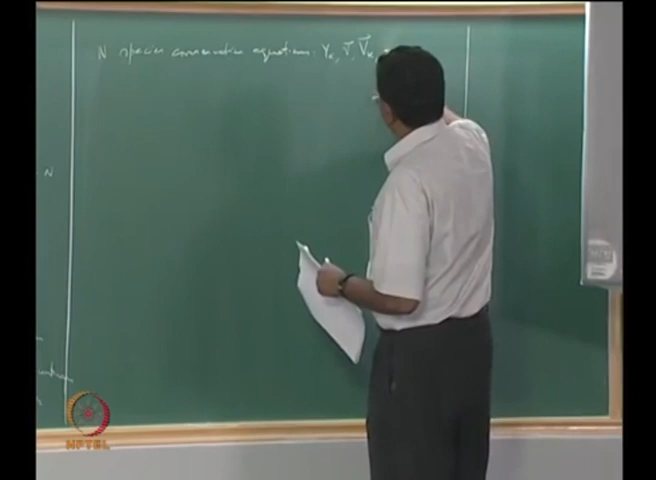 N species conservation equations: Yₖ, v⃗, V⃗ₖ,
N
NPTEL